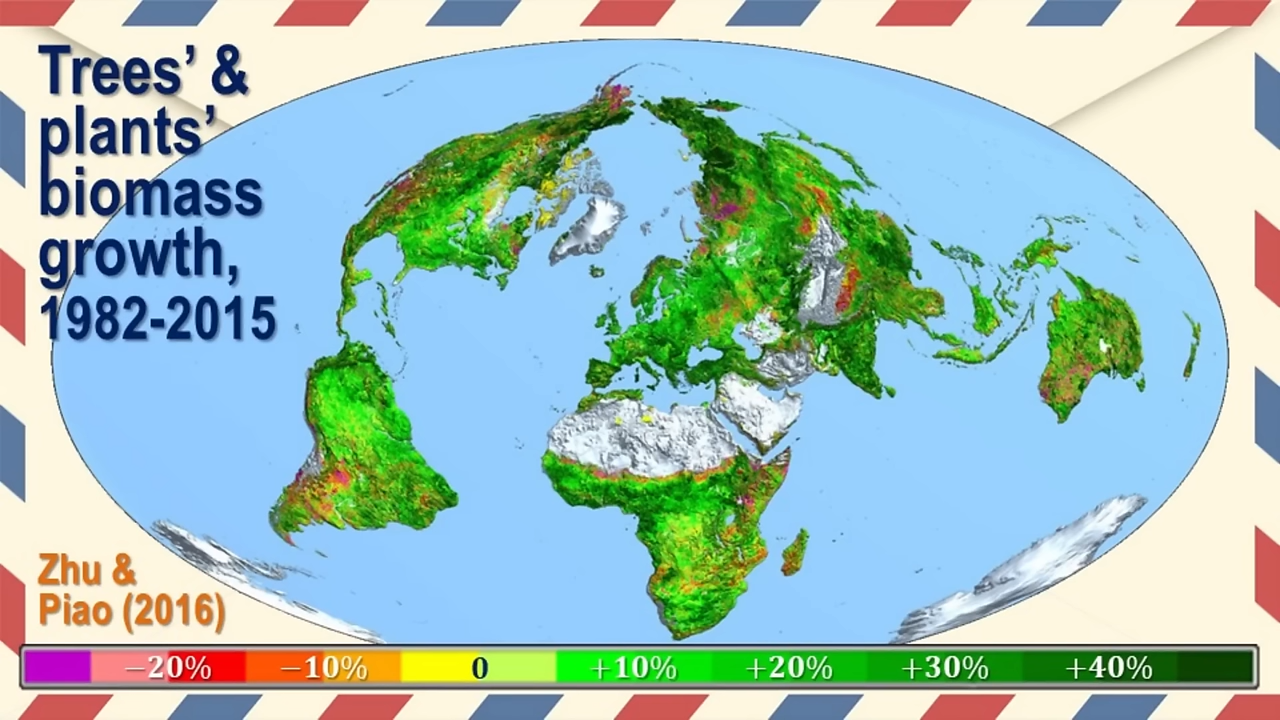 Trees’ &
plants’
biomass
growth,
1982-2015
Zhu &
Piao (2016)
−20% −10% 0 +10% +20% +30% +40%